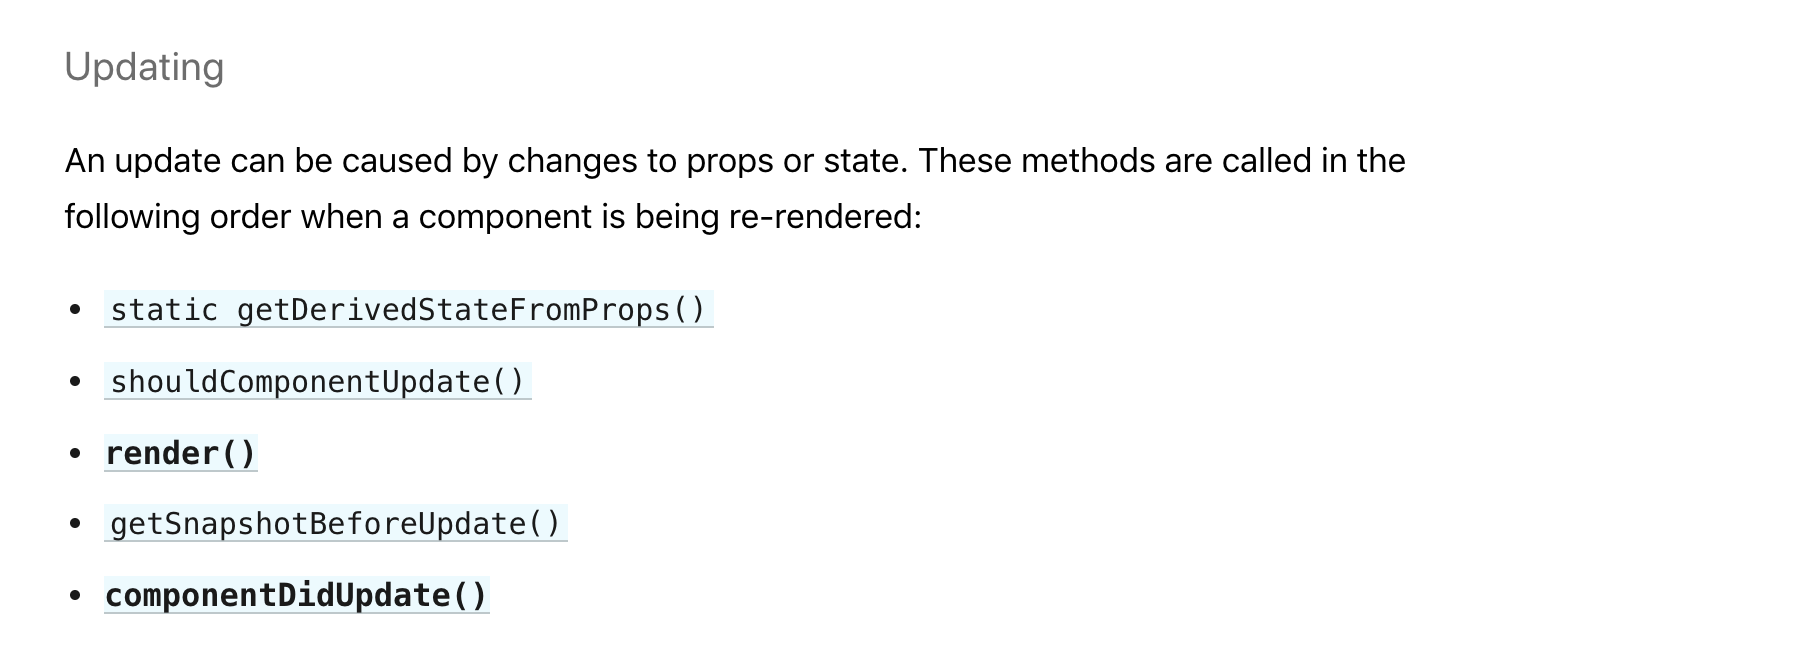 Updating
An update can be caused by changes to props or state. These methods are called in the
following order when a component is being re-rendered:
• static getDerivedStateFromProps()
• shouldComponentUpdate()
• render()
• getSnapshotBeforeUpdate()
• componentDidUpdate()